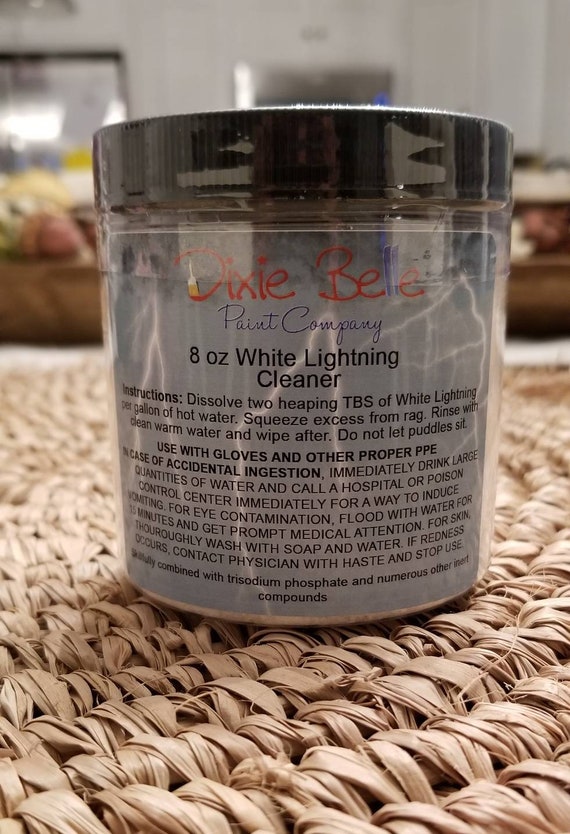 Dixie Belle
Paint Company
8 oz White Lightning
Cleaner
Instructions: Dissolve two heaping TBS of White Lightning
per gallon of hot water. Squeeze excess from rag. Rinse with
clean warm water and wipe after. Do not let puddles sit.
USE WITH GLOVES AND OTHER PROPER PPE
IN CASE OF ACCIDENTAL INGESTION, IMMEDIATELY DRINK LARGE
QUANTITIES OF WATER AND CALL A HOSPITAL OR POISON
CONTROL CENTER IMMEDIATELY FOR A WAY TO INDUCE
VOMITING. FOR EYE CONTAMINATION, FLOOD WITH WATER FOR
15 MINUTES AND GET PROMPT MEDICAL ATTENTION. FOR SKIN,
THOUROUGHLY WASH WITH SOAP AND WATER. IF REDNESS
OCCURS, CONTACT PHYSICIAN WITH HASTE AND STOP USE.
Skillfully combined with trisodium phosphate and numerous other inert
compounds